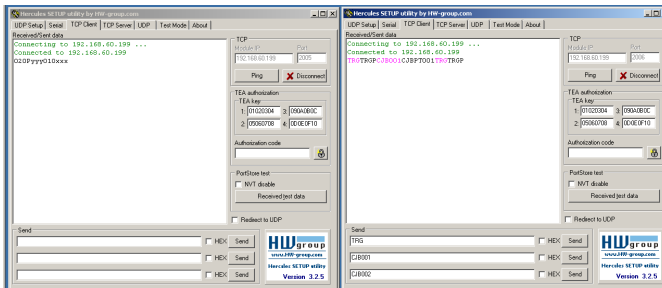 Hercules SETUP utility by HW-group.com
UDP Setup Serial TCP Client TCP Server UDP Test Mode About
Received/Sent data
Connecting to 192.168.60.199 ...
Connected to 192.168.60.199
020Pyyy010xxx
TCP
Module IP Port
192.168.60.199 2005
Ping Disconnect
TEA authorization
TEA key
1: 01020304 3: 090A0B0C
2: 05060708 4: 0D0E0F10
Authorization code
PortStore test
NVT disable
Received test data
Redirect to UDP
Send
HEX Send
HEX Send
HEX Send
HW group
www.HW-group.com
Hercules SETUP utility
Version 3.2.5
Hercules SETUP utility by HW-group.com
UDP Setup Serial TCP Client TCP Server UDP Test Mode About
Received/Sent data
Connecting to 192.168.60.199 ...
Connected to 192.168.60.199
TRGTRGPCJB001CJBPT001TRGTRGP
TCP
Module IP Port
192.168.60.199 2006
Ping Disconnect
TEA authorization
TEA key
1: 01020304 3: 090A0B0C
2: 05060708 4: 0D0E0F10
Authorization code
PortStore test
NVT disable
Received test data
Redirect to UDP
Send
TRG HEX Send
CJB001 HEX Send
CJB002 HEX Send
HW group
www.HW-group.com
Hercules SETUP utility
Version 3.2.5